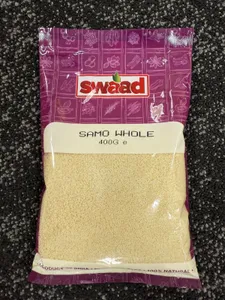 swaad
SAMO WHOLE
400G e
100% NATURAL